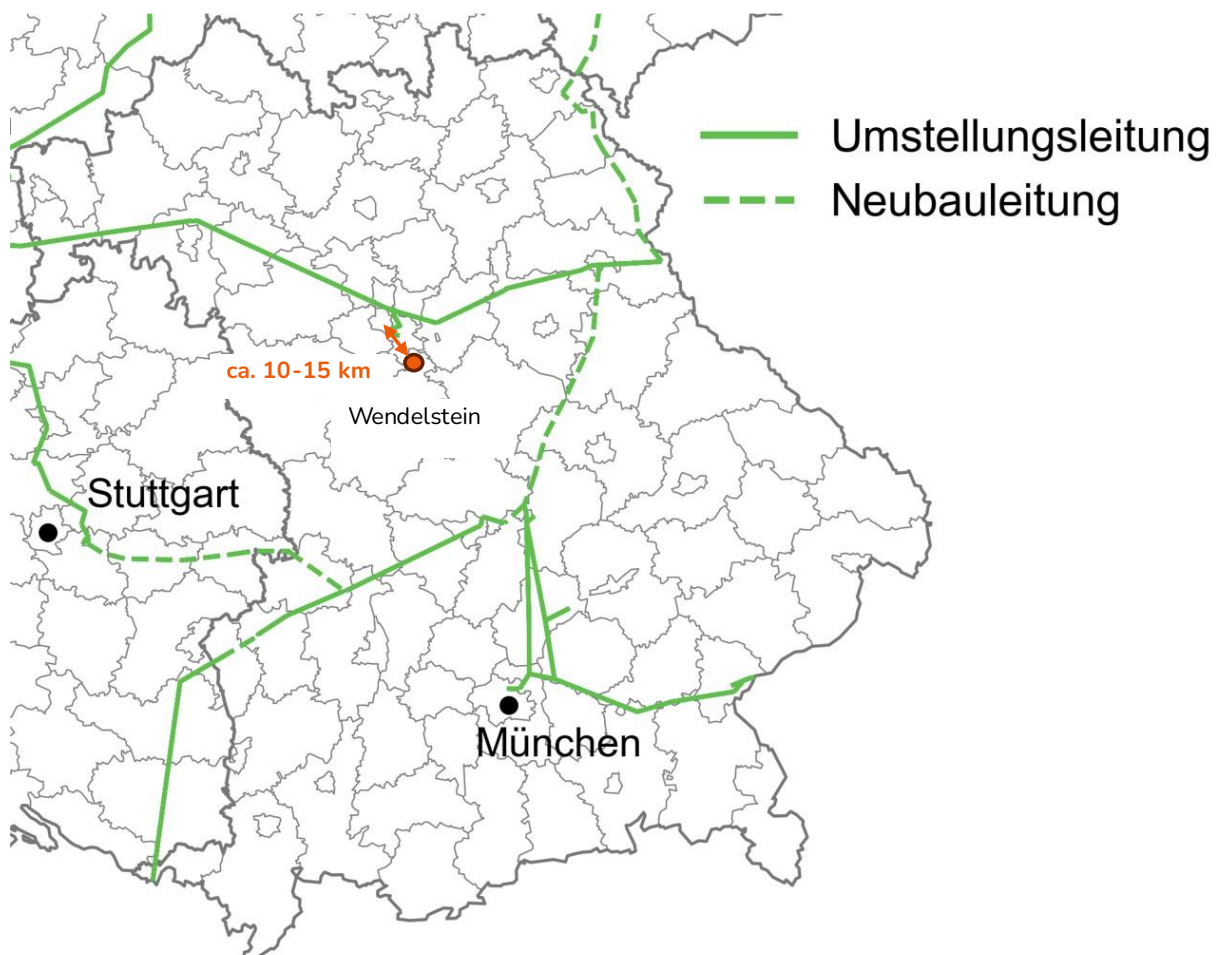 Umstellungsleitung
Neubauleitung
ca. 10-15 km
Wendelstein
Stuttgart
München